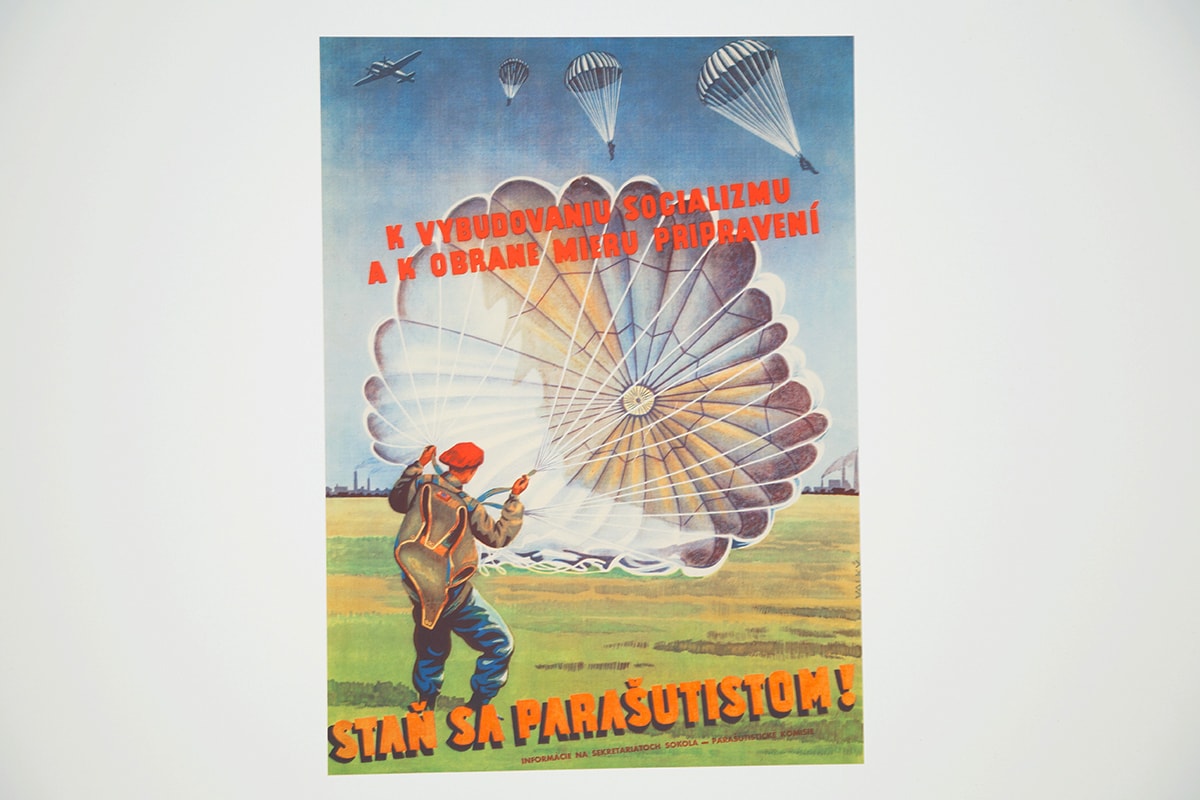 K VYBUDOVANIU SOCIALIZMU
A K OBRANE MIERU PRIPRAVENÍ
STAŇ SA PARAŠUTISTOM!
INFORMÁCIE NA SEKRETARIÁTOCH SOKOLA — PARAŠUTISTICKÉ KOMISIE